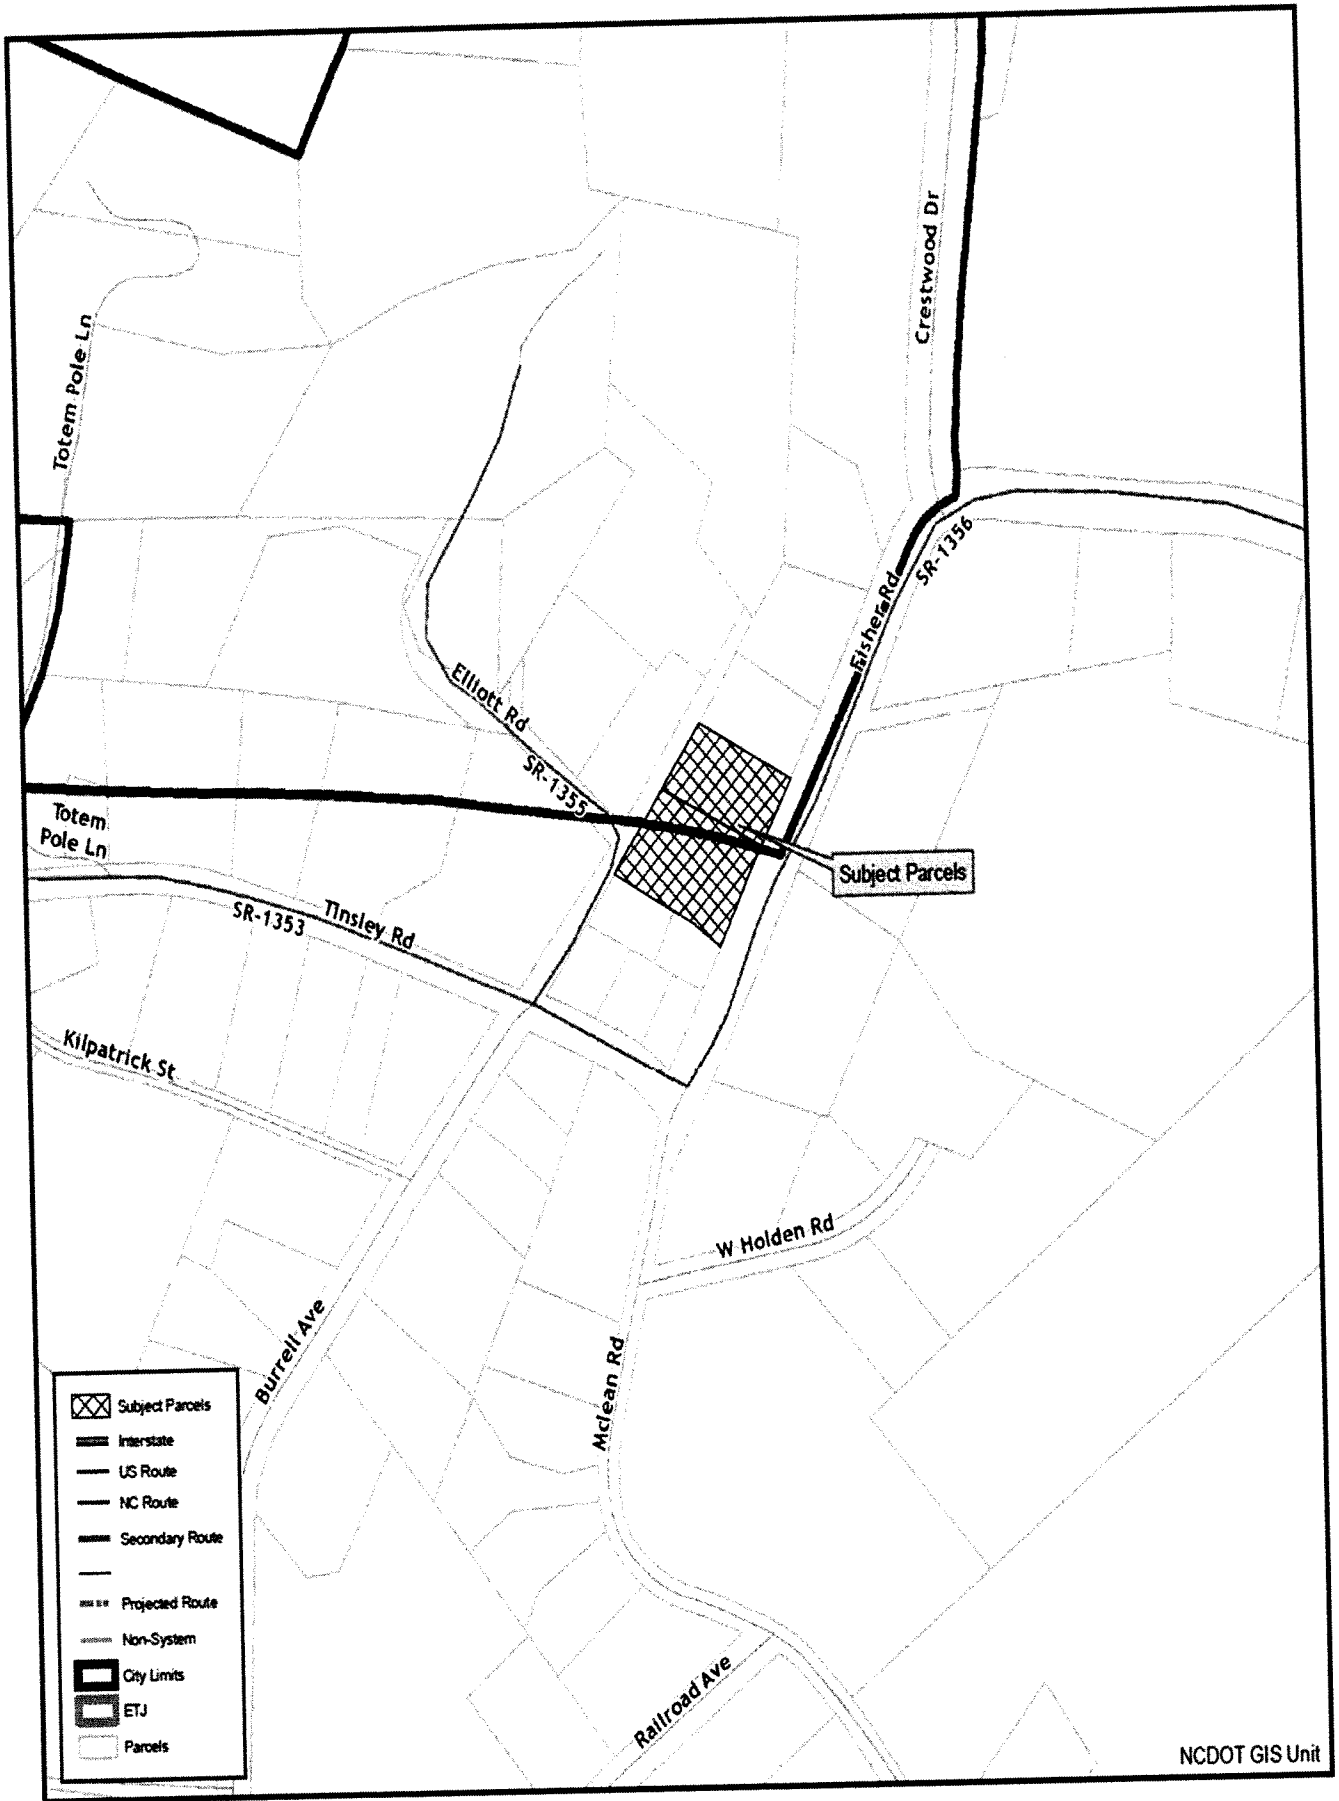 Crestwood Dr
Totem Pole Ln
SR-1356
Fisher Rd
Elliott Rd
SR-1355
Totem
Pole Ln
Subject Parcels
Tinsley Rd
SR-1353
Kilpatrick St
W Holden Rd
Burrell Ave
Mclean Rd
Subject Parcels
Interstate
US Route
NC Route
Secondary Route
Projected Route
Non-System
City Limits
ETJ
Parcels
Railroad Ave
NCDOT GIS Unit